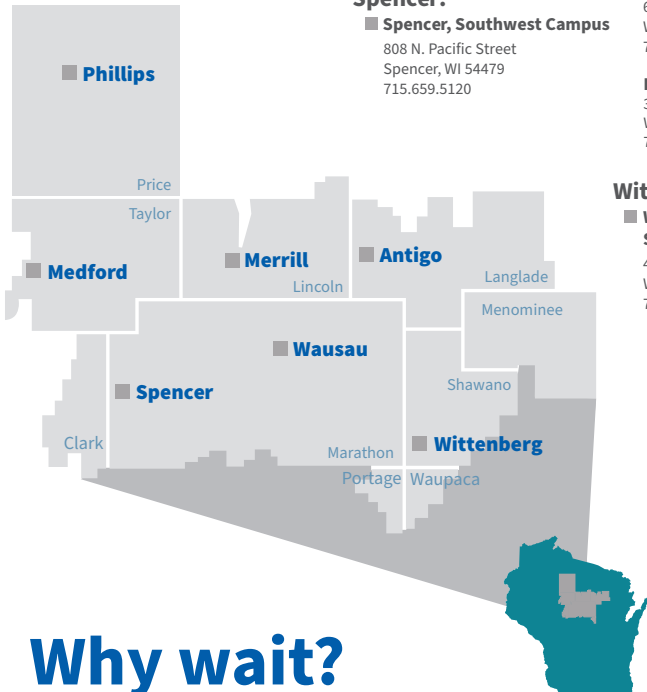 Spencer:
Spencer, Southwest Campus
808 N. Pacific Street
Spencer, WI 54479
715.659.5120
Phillips
Price
Taylor
Medford
Merrill
Lincoln
Antigo
Langlade
Menominee
Wausau
Spencer
Shawano
Clark
Marathon
Wittenberg
Portage
Waupaca
Why wait?